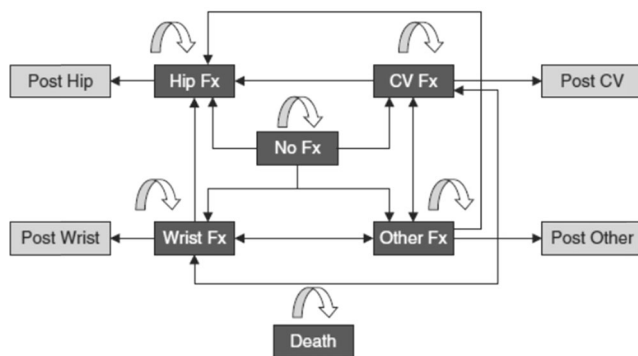 Post Hip
Hip Fx
CV Fx
Post CV
No Fx
Post Wrist
Wrist Fx
Other Fx
Post Other
Death